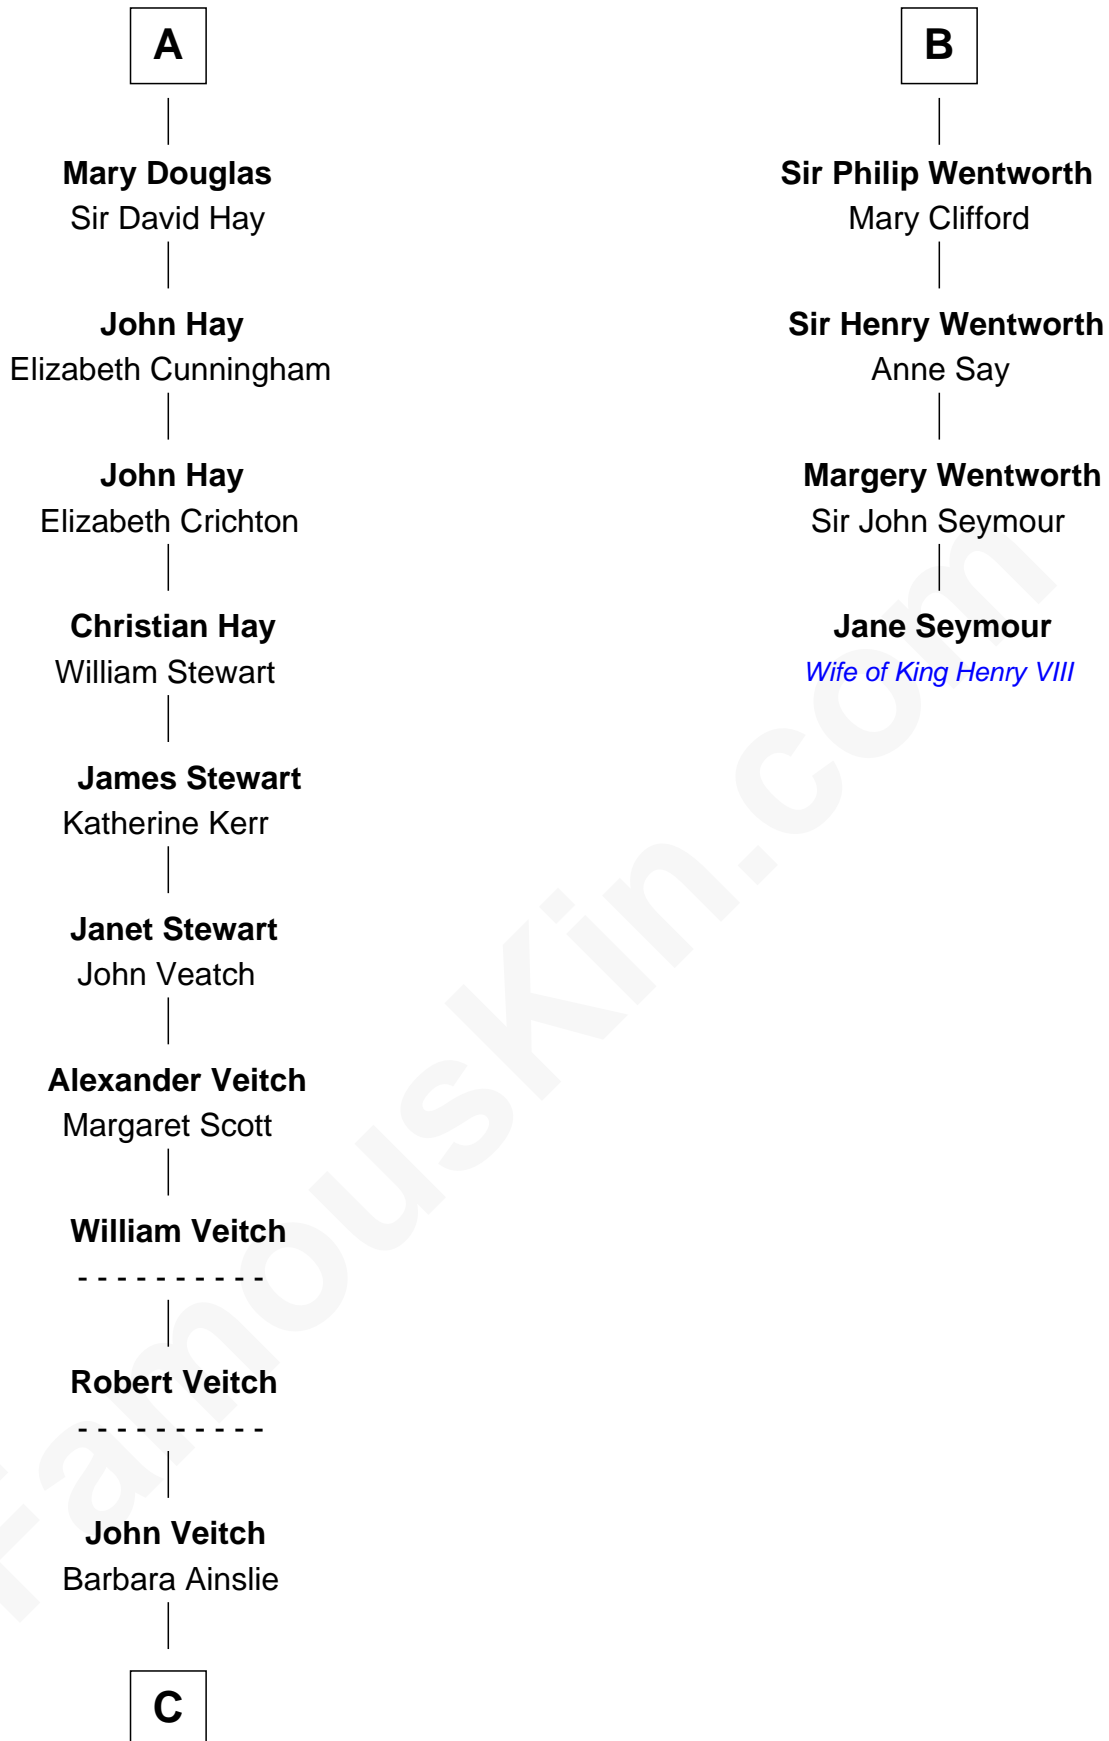 A
Mary Douglas
Sir David Hay
John Hay
Elizabeth Cunningham
John Hay
Elizabeth Crichton
Christian Hay
William Stewart
James Stewart
Katherine Kerr
Janet Stewart
John Veatch
Alexander Veitch
Margaret Scott
William Veitch
- - - - - - - - - -
Robert Veitch
- - - - - - - - - -
John Veitch
Barbara Ainslie
C
B
Sir Philip Wentworth
Mary Clifford
Sir Henry Wentworth
Anne Say
Margery Wentworth
Sir John Seymour
Jane Seymour
Wife of King Henry VIII
FamousKin.com